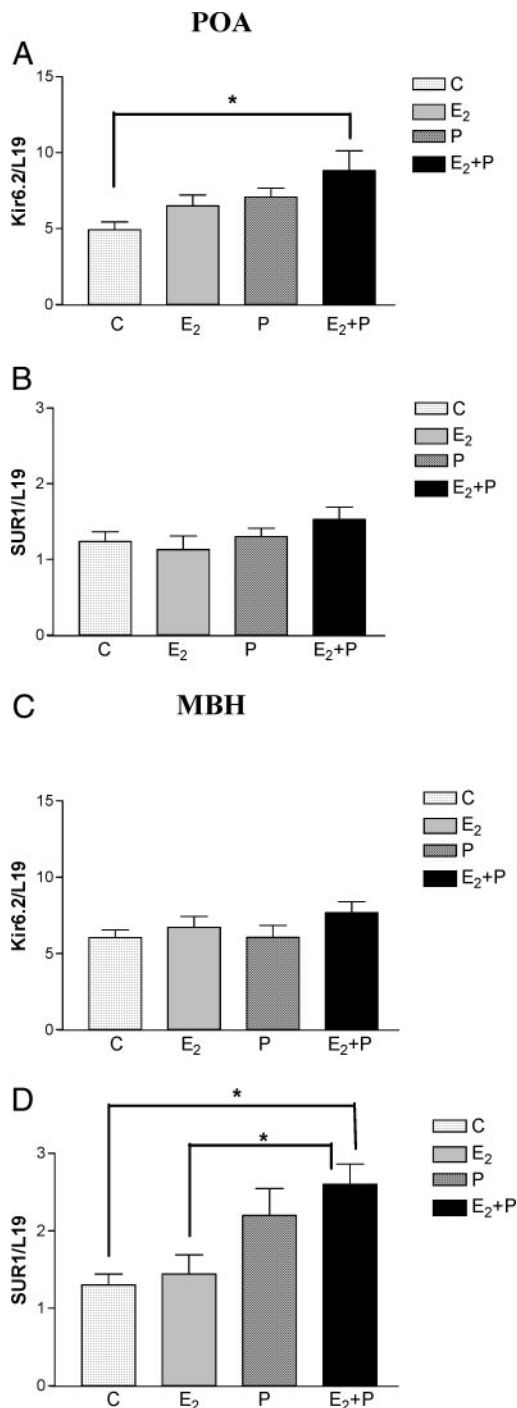 POA
A
Kir6.2/L19
15
10
5
0
*
C
E₂
P
E₂+P
C
E₂
P
E₂+P
B
SUR1/L19
3
2
1
0
C
E₂
P
E₂+P
C
E₂
P
E₂+P
C
MBH
Kir6.2/L19
15
10
5
0
C
E₂
P
E₂+P
C
E₂
P
E₂+P
D
SUR1/L19
3
2
1
0
*
*
C
E₂
P
E₂+P
C
E₂
P
E₂+P